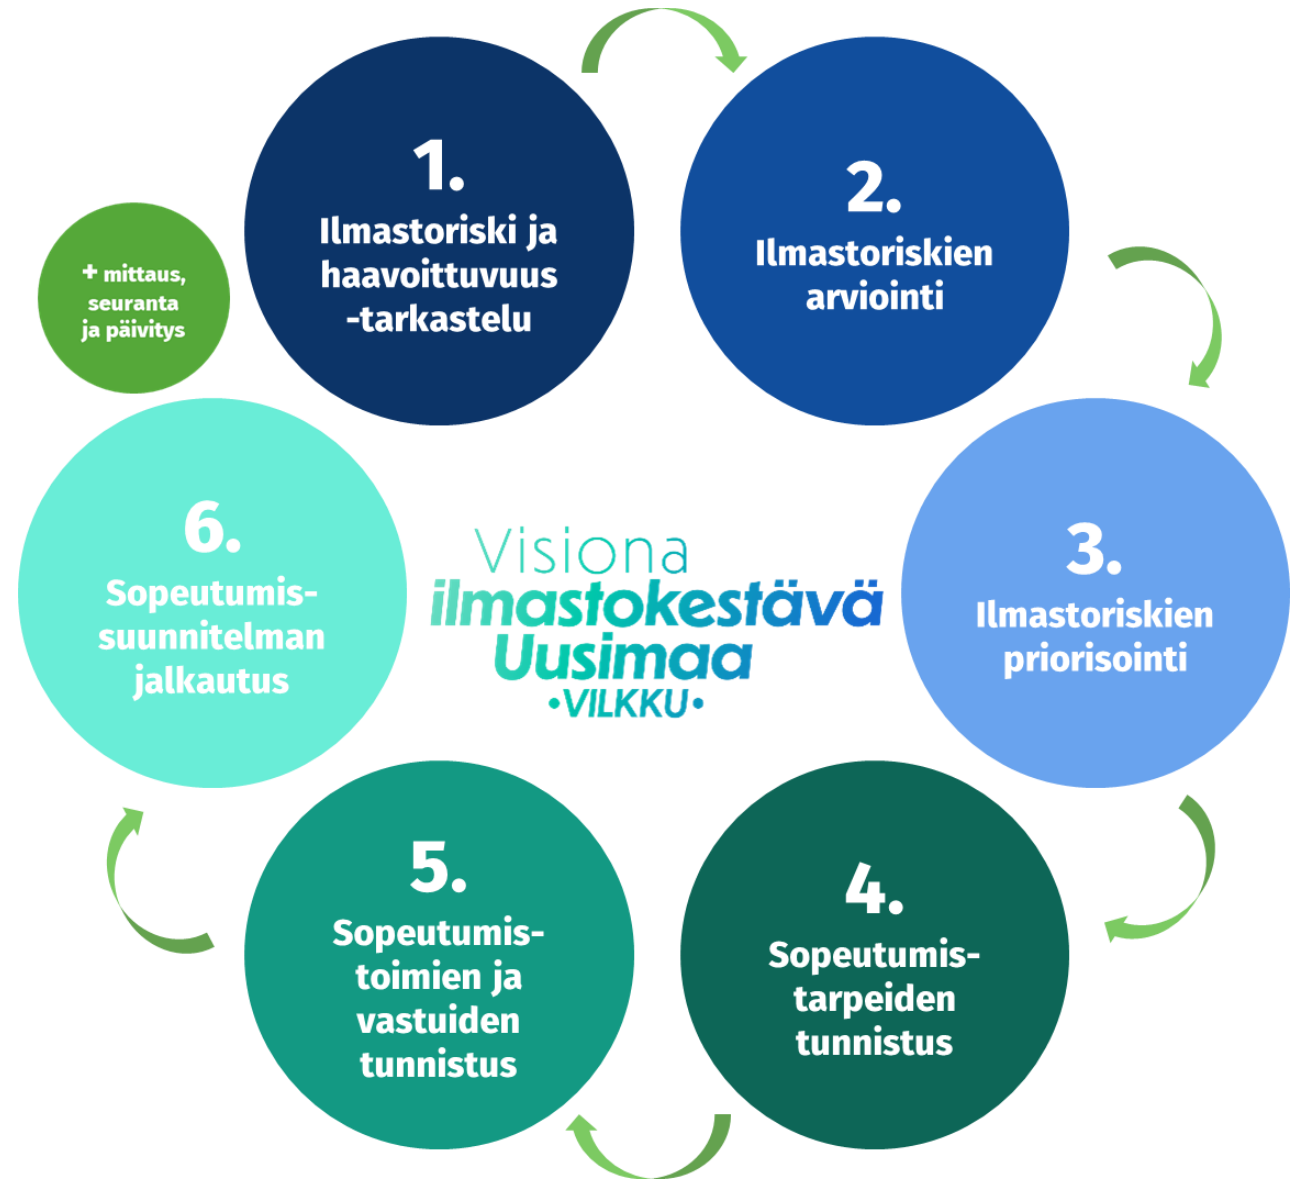 1.
Ilmastoriski ja
haavoittuvuus
-tarkastelu
2.
Ilmastoriskien
arviointi
3.
Ilmastoriskien
priorisointi
4.
Sopeutumis-
tarpeiden
tunnistus
5.
Sopeutumis-
toimien ja
vastuiden
tunnistus
6.
Sopeutumis-
suunnitelman
jalkautus
+ mittaus,
seuranta
ja päivitys
Visiona
ilmastokestävä
Uusimaa
•VILKKU•